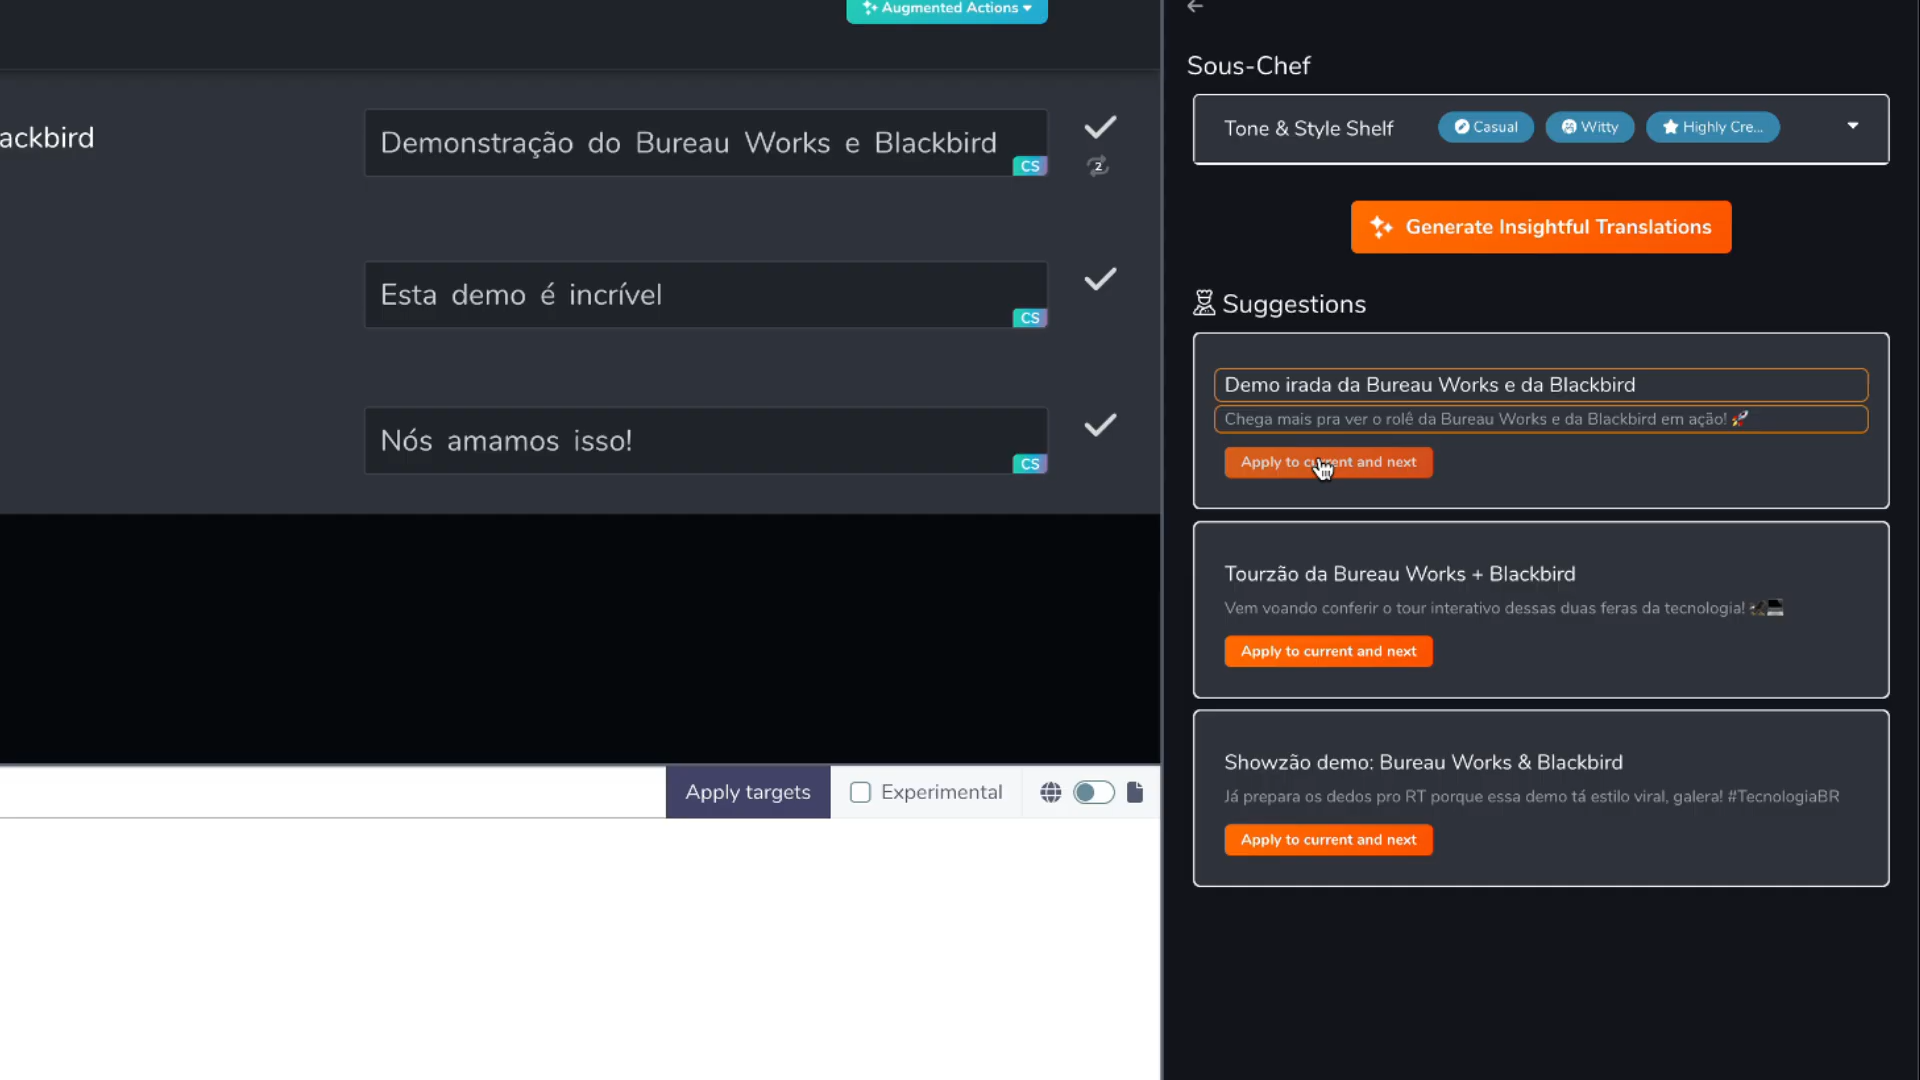 Augmented Actions
ackbird
Demonstração do Bureau Works e Blackbird
CS
2
Esta demo é incrível
CS
Nós amamos isso!
CS
Apply targets
Experimental
Sous-Chef
Tone & Style Shelf
Casual
Witty
Highly Cre...
Generate Insightful Translations
Suggestions
Demo irada da Bureau Works e da Blackbird
Chega mais pra ver o rolê da Bureau Works e da Blackbird em ação! 🚀
Apply to current and next
Tourzão da Bureau Works + Blackbird
Vem voando conferir o tour interativo dessas duas feras da tecnologia!
Apply to current and next
Showzão demo: Bureau Works & Blackbird
Já prepara os dedos pro RT porque essa demo tá estilo viral, galera! #TecnologiaBR
Apply to current and next